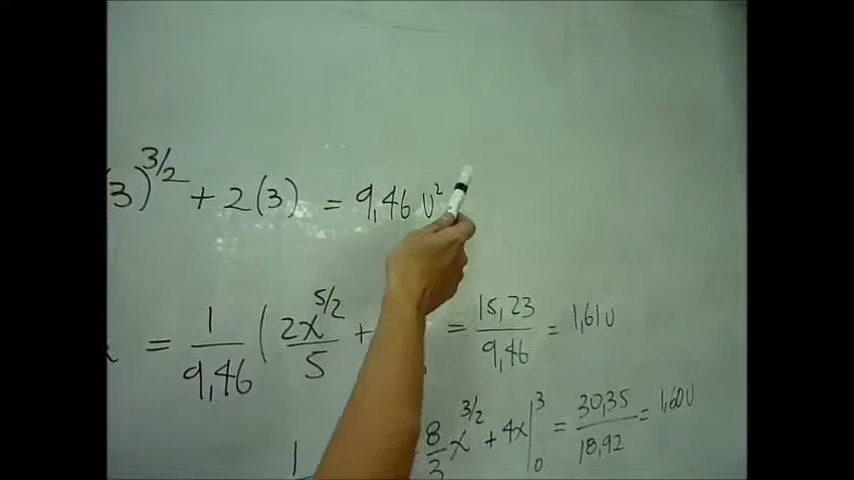 3)^{3/2} + 2(3) = 9,46 U²
= 1/9,46 (2x^{5/2}/5 + = 15,23/9,46 = 1,61U
8/3 x^{3/2} + 4x |_0^3 = 30,35/18,92 = 1,60U